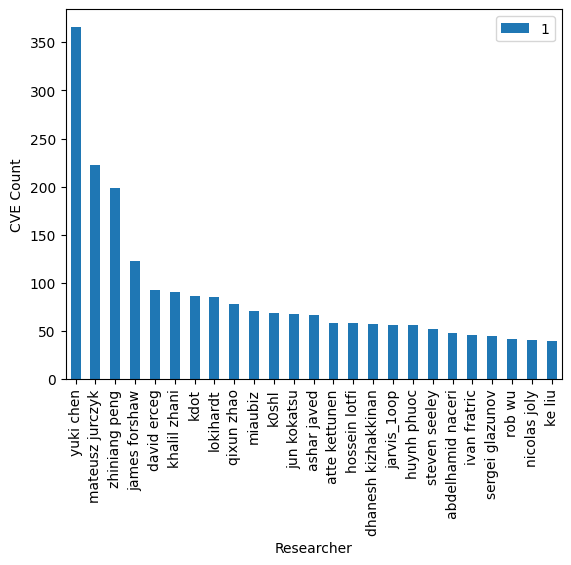 1
350
300
250
200
150
100
50
0
CVE Count
yuki chen
mateusz jurczyk
zhiniang peng
james forshaw
david erceg
khalil zhani
kdot
lokihardt
qixun zhao
miaubiz
k0shl
jun kokatsu
ashar javed
atte kettunen
hossein lotfi
dhanesh kizhakkinan
jarvis_1oop
huynh phuoc
steven seeley
abdelhamid naceri
ivan fratric
sergei glazunov
rob wu
nicolas joly
ke liu
Researcher